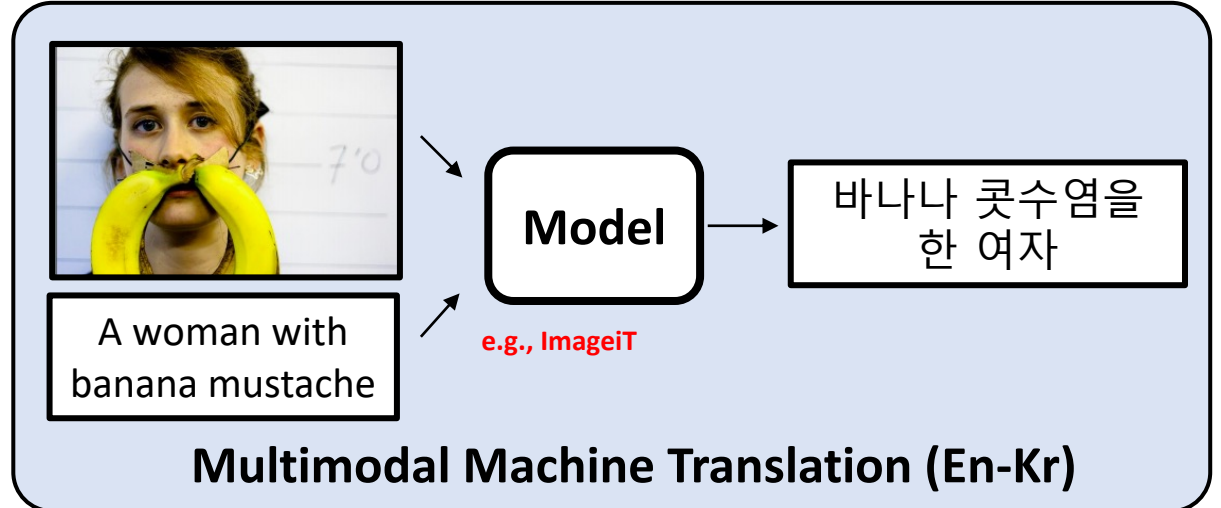 7'0
A woman with
banana mustache
Model
e.g., ImageiT
바나나 콧수염을
한 여자
Multimodal Machine Translation (En-Kr)